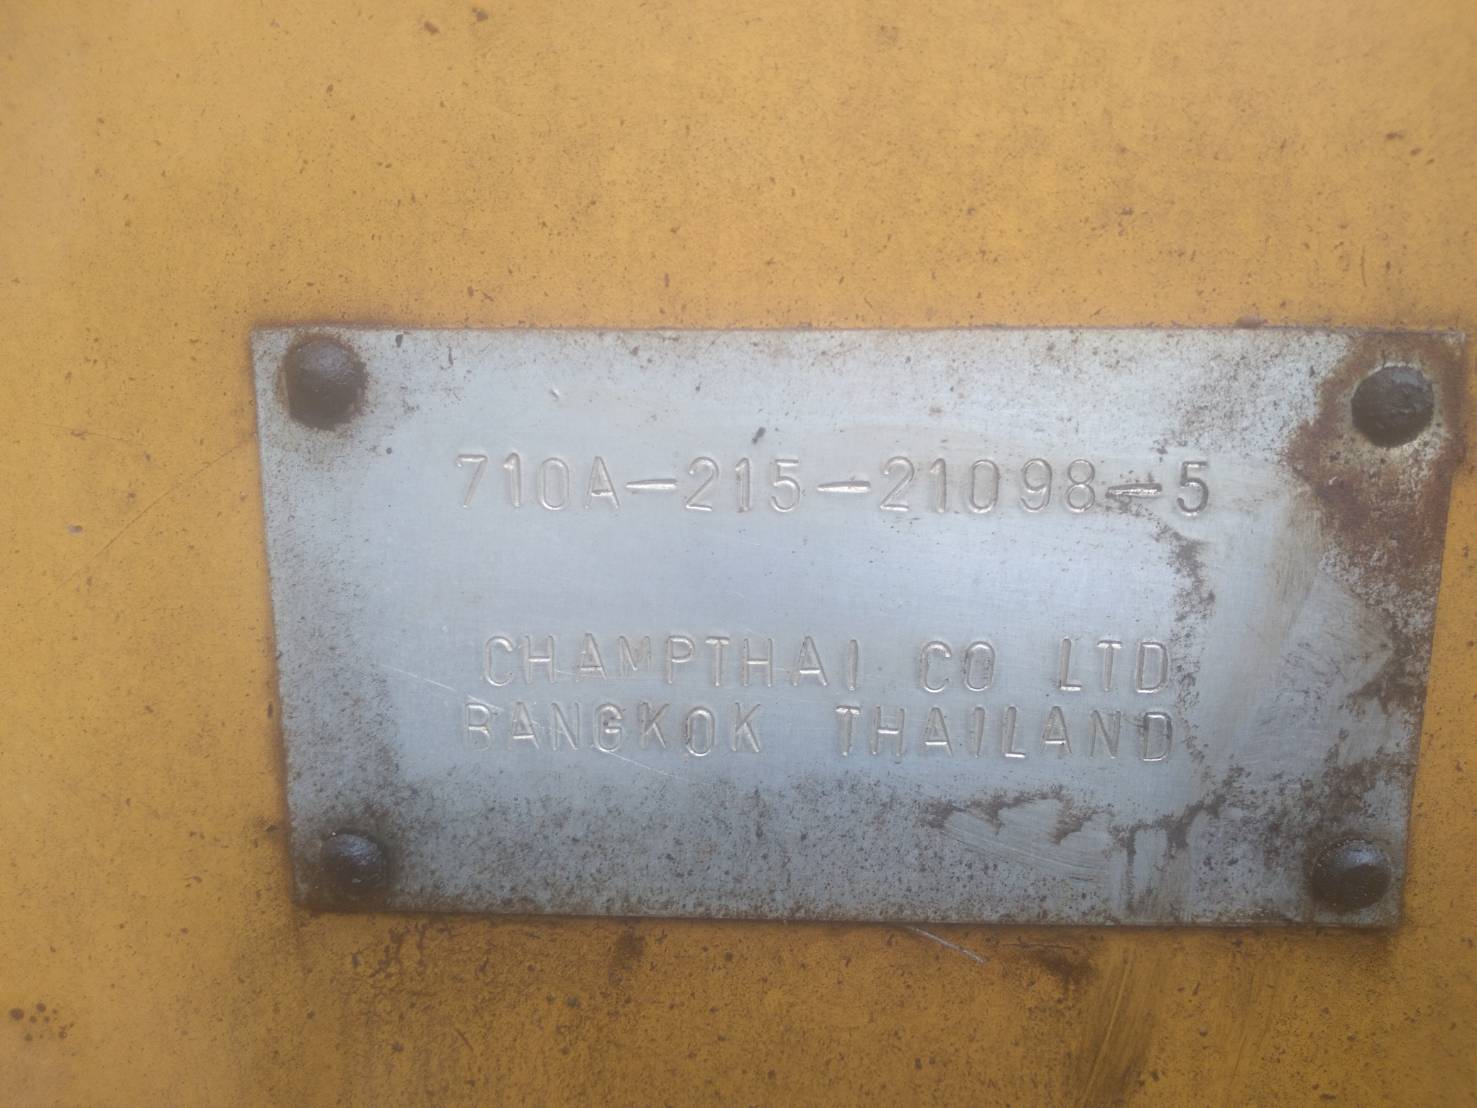 710A-215-21098-5
CHAMPTHAI CO LTD
BANGKOK THAILAND